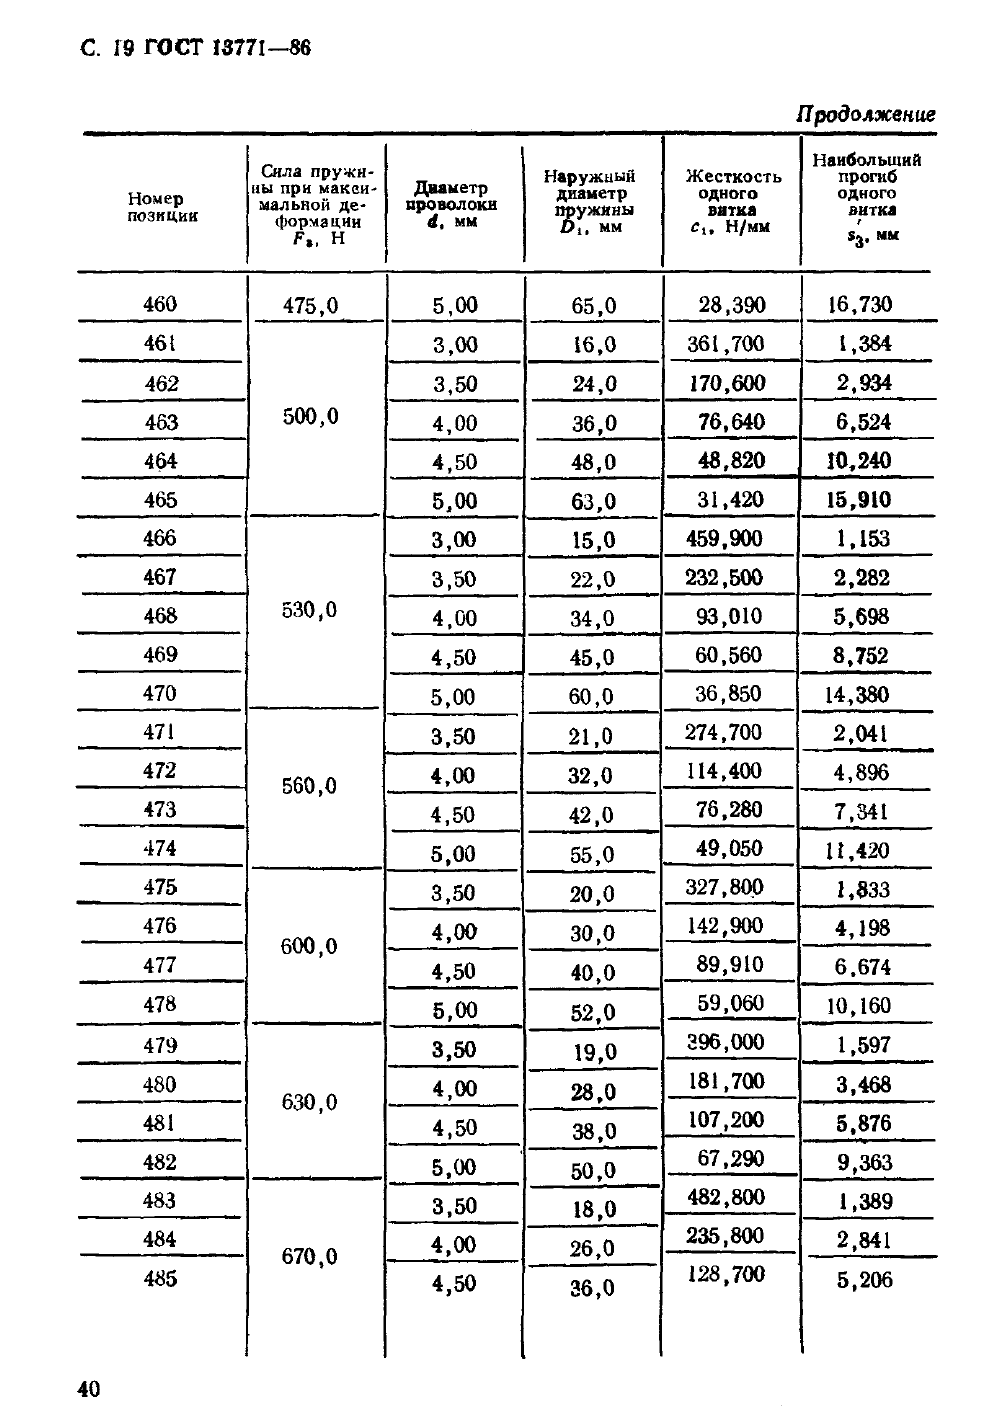 С. 19 ГОСТ 13771—86
Продолжение
Номер
позиции
Сила пружи-
ны при макси-
мальной де-
формации
F₃, Н
Диаметр
проволоки
d, мм
Наружный
диаметр
пружины
D₁, мм
Жесткость
одного
витка
c₁, Н/мм
Наибольший
прогиб
одного
витка
s′₃, мм
460 475,0 5,00 65,0 28,390 16,730
461 3,00 16,0 361,700 1,384
462 3,50 24,0 170,600 2,934
463 500,0 4,00 36,0 76,640 6,524
464 4,50 48,0 48,820 10,240
465 5,00 63,0 31,420 15,910
466 3,00 15,0 459,900 1,153
467 3,50 22,0 232,500 2,282
468 530,0 4,00 34,0 93,010 5,698
469 4,50 45,0 60,560 8,752
470 5,00 60,0 36,850 14,380
471 3,50 21,0 274,700 2,041
472 560,0 4,00 32,0 114,400 4,896
473 4,50 42,0 76,280 7,341
474 5,00 55,0 49,050 11,420
475 3,50 20,0 327,800 1,833
476 600,0 4,00 30,0 142,900 4,198
477 4,50 40,0 89,910 6,674
478 5,00 52,0 59,060 10,160
479 3,50 19,0 396,000 1,597
480 630,0 4,00 28,0 181,700 3,468
481 4,50 38,0 107,200 5,876
482 5,00 50,0 67,290 9,363
483 3,50 18,0 482,800 1,389
484 670,0 4,00 26,0 235,800 2,841
485 4,50 36,0 128,700 5,206
40